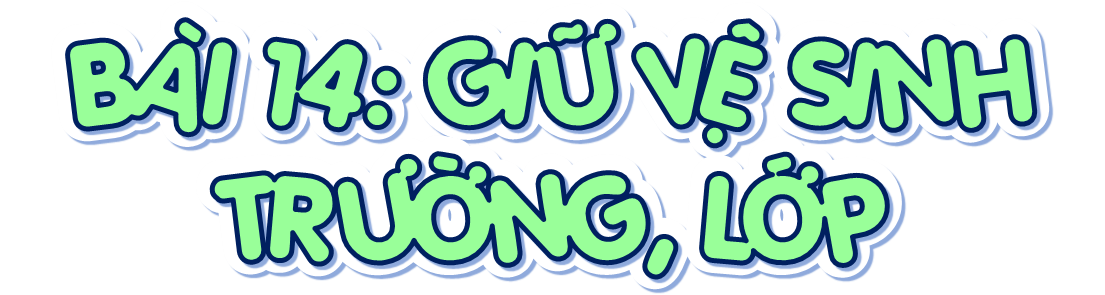 BÀI 14: GIỮ VỆ SINH
TRƯỜNG, LỚP